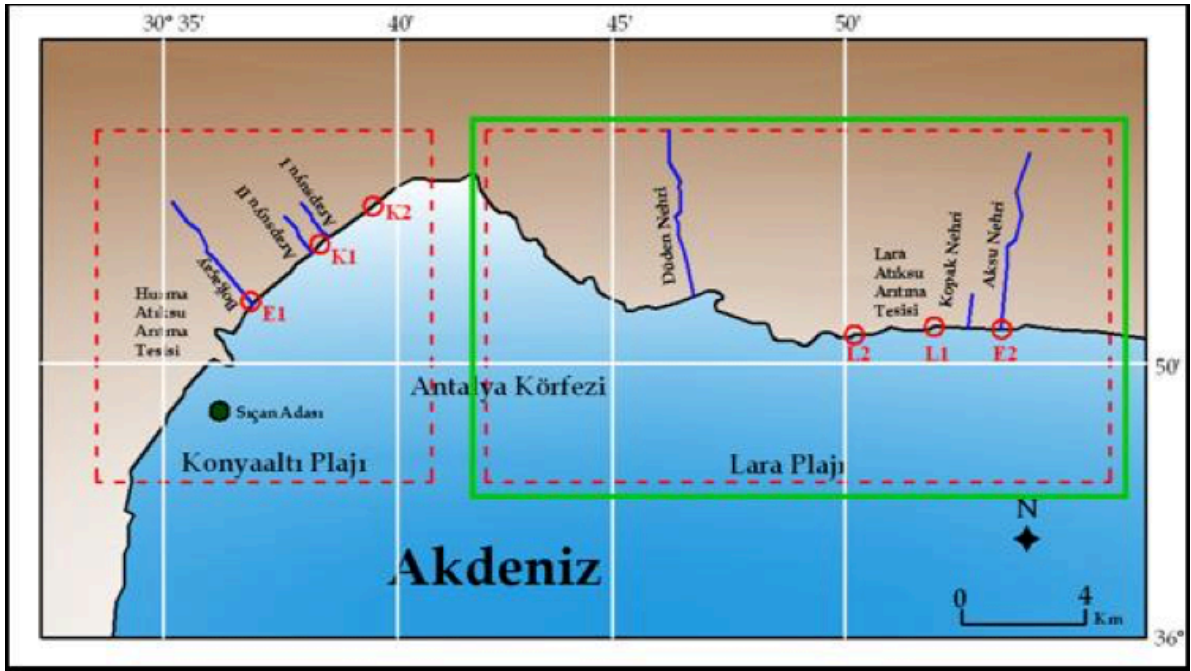 30° 35'
40'
45'
50'
Arapsuyu I
Arapsuyu II
Boğaçay
K2
K1
E1
Hurma
Atıksu
Arıtma
Tesisi
Düden Nehri
Lara
Atıksu
Arıtma
Tesisi
Kopak Nehri
Aksu Nehri
L2
L1
E2
50'
Antalya Körfezi
Sıçan Adası
Konyaaltı Plajı
Lara Plajı
N
Akdeniz
0
4
Km
36°